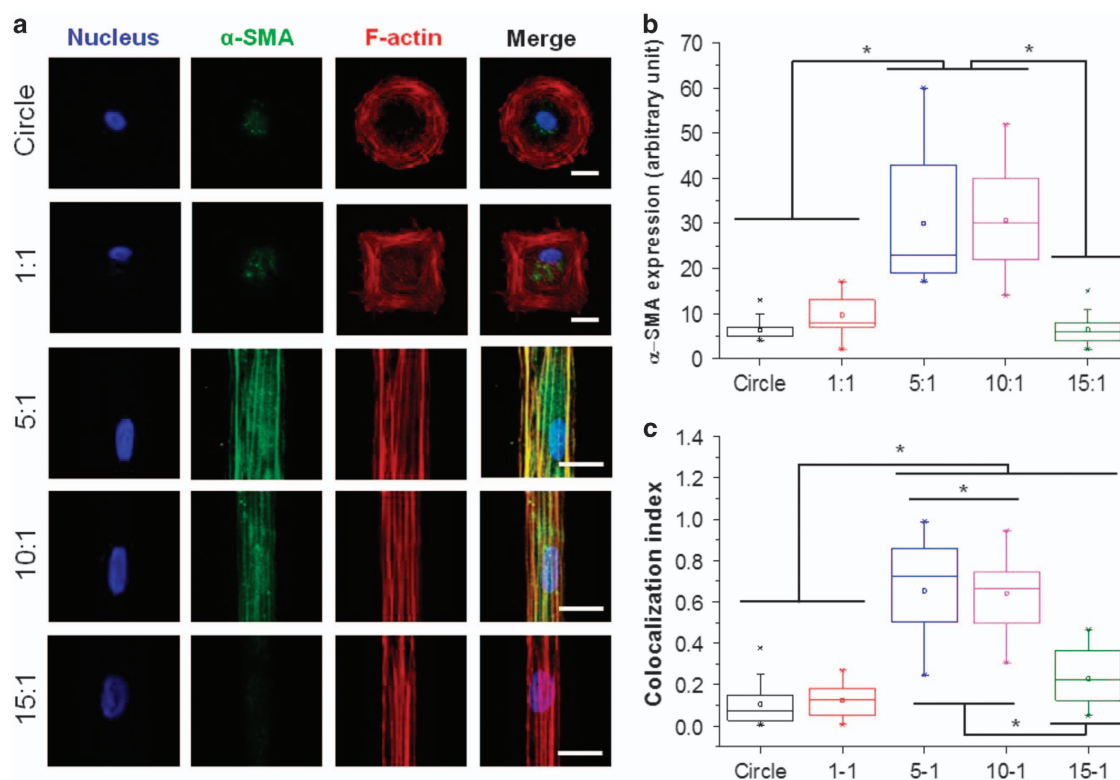 a
Nucleus α-SMA F-actin Merge
Circle
1:1
5:1
10:1
15:1
b
α–SMA expression (arbitrary unit)
70
60
50
40
30
20
10
0
* *
Circle 1:1 5:1 10:1 15:1
c
Colocalization index
1.4
1.2
1.0
0.8
0.6
0.4
0.2
0.0
*
*
*
Circle 1-1 5-1 10-1 15-1